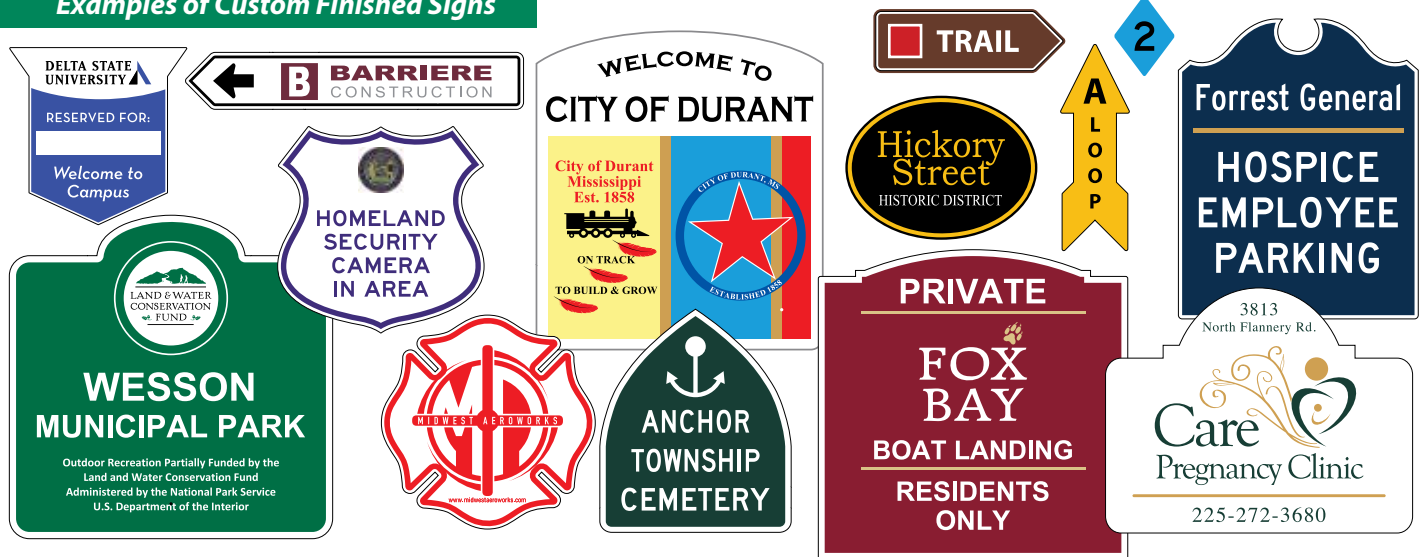 Examples of Custom Finished Signs
DELTA STATE
UNIVERSITY
RESERVED FOR:
Welcome to
Campus
B BARRIERE
CONSTRUCTION
HOMELAND
SECURITY
CAMERA
IN AREA
WELCOME TO
CITY OF DURANT
City of Durant
Mississippi
Est. 1858
ON TRACK
TO BUILD & GROW
CITY OF DURANT, MS
ESTABLISHED 1858
TRAIL
2
Hickory
Street
HISTORIC DISTRICT
A
L
O
O
P
Forrest General
HOSPICE
EMPLOYEE
PARKING
LAND & WATER
CONSERVATION
FUND
WESSON
MUNICIPAL PARK
Outdoor Recreation Partially Funded by the
Land and Water Conservation Fund
Administered by the National Park Service
U.S. Department of the Interior
MIDWEST AEROWORKS
www.midwestaeroworks.com
ANCHOR
TOWNSHIP
CEMETERY
PRIVATE
FOX
BAY
BOAT LANDING
RESIDENTS
ONLY
3813
North Flannery Rd.
Care
Pregnancy Clinic
225-272-3680